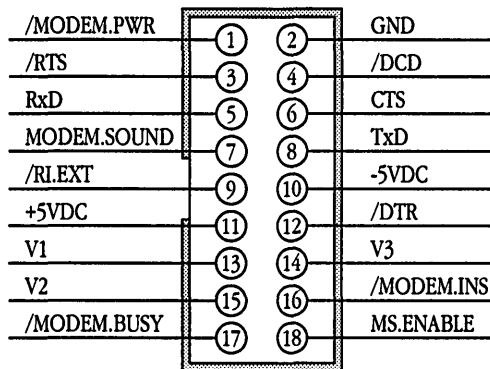 /MODEM.PWR 1 2 GND
/RTS 3 4 /DCD
RxD 5 6 CTS
MODEM.SOUND 7 8 TxD
/RI.EXT 9 10 -5VDC
+5VDC 11 12 /DTR
V1 13 14 V3
V2 15 16 /MODEM.INS
/MODEM.BUSY 17 18 MS.ENABLE